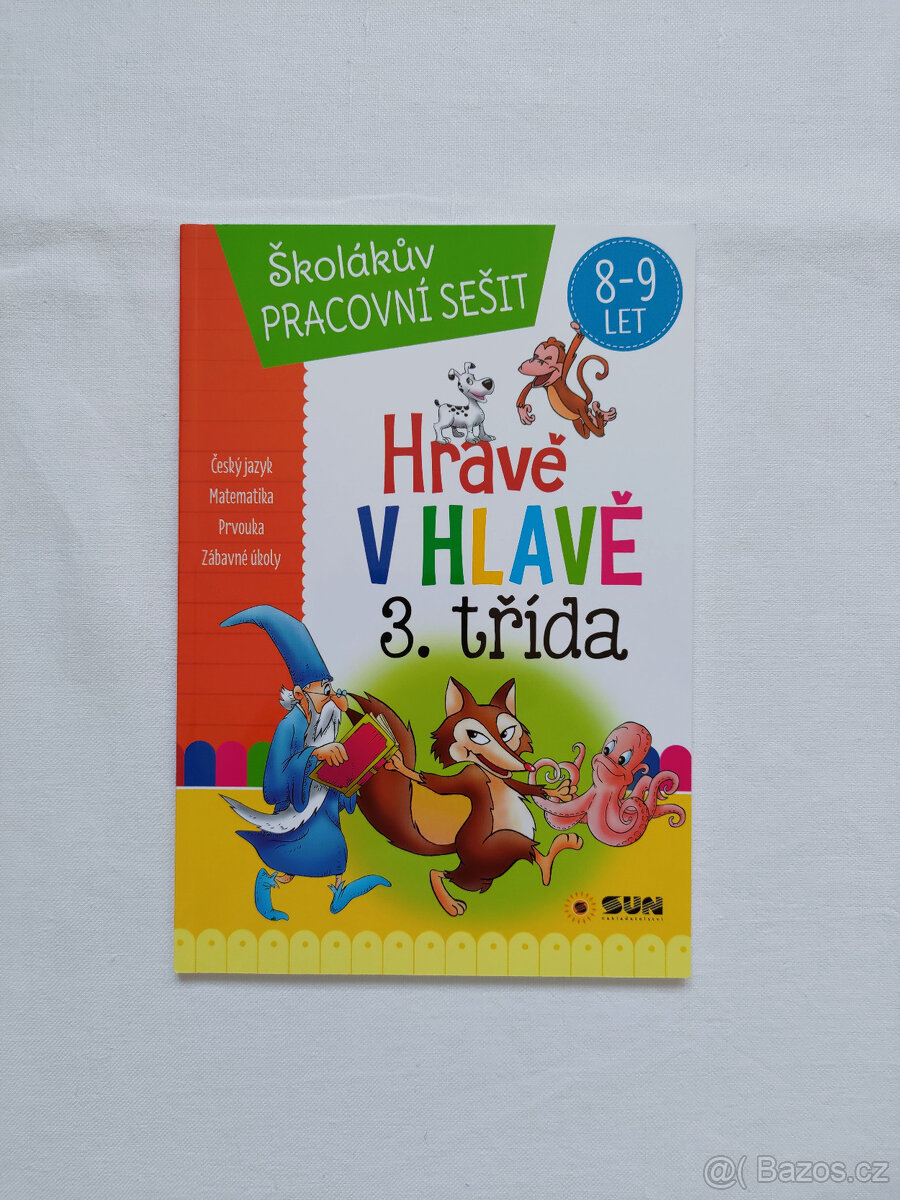 Školákův
PRACOVNÍ SEŠIT
8-9
LET
Český jazyk
Matematika
Prvouka
Zábavné úkoly
Hravě
V HLAVĚ
3. třída
SUN
nakladatelství
@( Bazos.cz